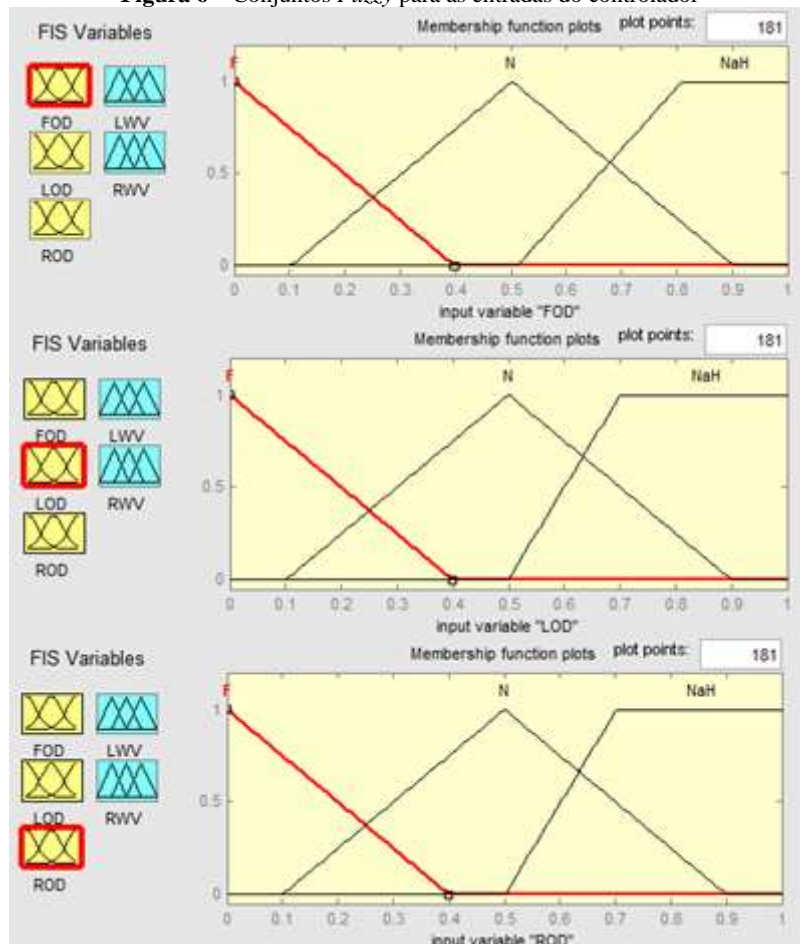 Figura 6 – Conjuntos Fuzzy para as entradas do controlador
FIS Variables
Membership function plots plot points: 181
FOD LWV
LOD RWV
ROD
F N NaH
1
0.5
0
0 0.1 0.2 0.3 0.4 0.5 0.6 0.7 0.8 0.9 1
input variable "FOD"
FIS Variables
Membership function plots plot points: 181
FOD LWV
LOD RWV
ROD
F N NaH
1
0.5
0
0 0.1 0.2 0.3 0.4 0.5 0.6 0.7 0.8 0.9 1
input variable "LOD"
FIS Variables
Membership function plots plot points: 181
FOD LWV
LOD RWV
ROD
F N NaH
1
0.5
0
0 0.1 0.2 0.3 0.4 0.5 0.6 0.7 0.8 0.9 1
input variable "ROD"